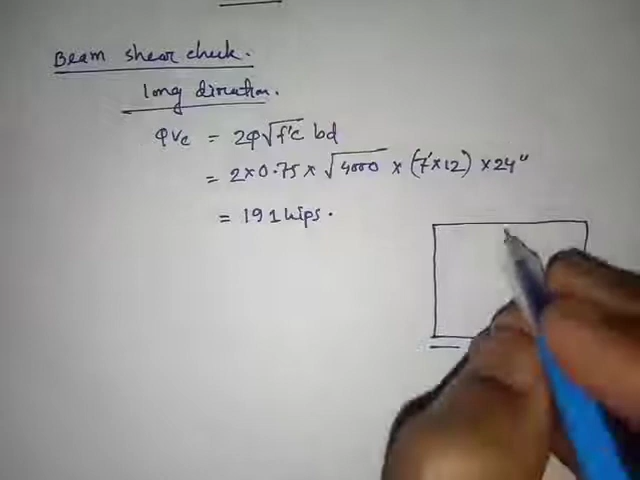 Beam shear check.
long direction.
φVc = 2φ√f'c bd
= 2×0.75 × √4000 × (7'×12) × 24"
= 191 kips.